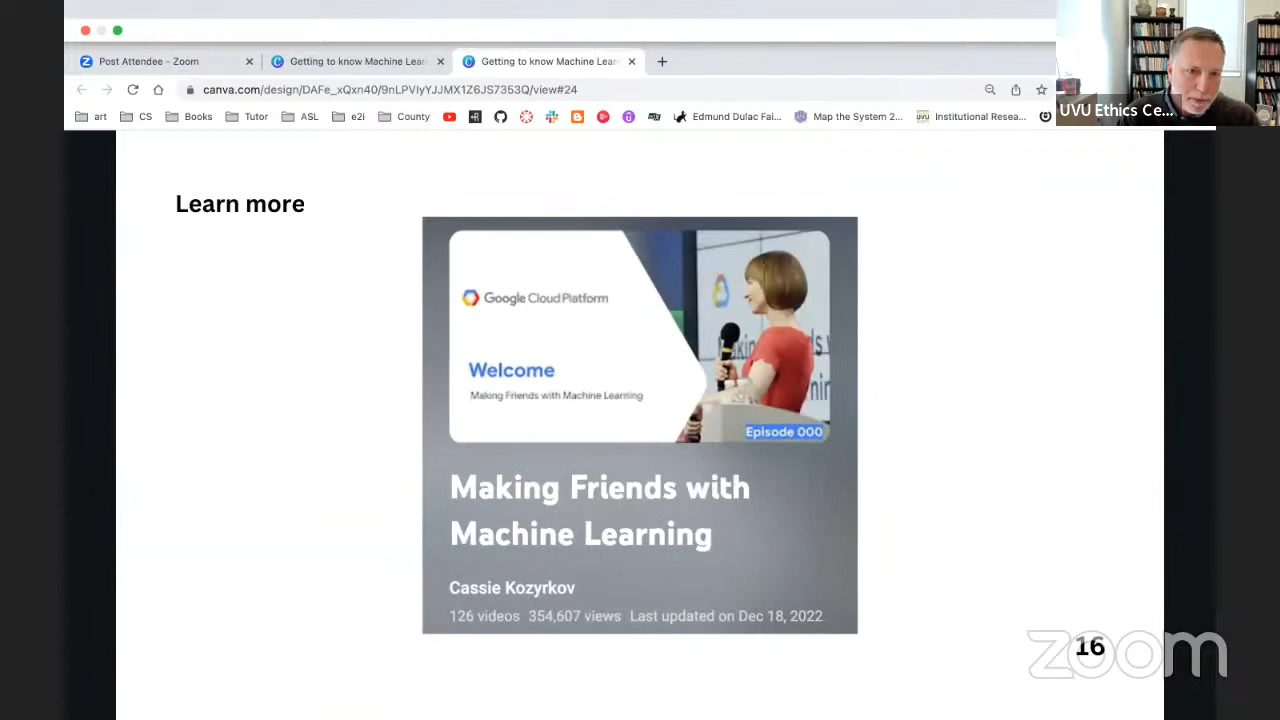 Post Attendee - Zoom
Getting to know Machine Lear
Getting to know Machine Lear
canva.com/design/DAFe_xQxn40/9nLPVIyYJJMX1Z6JS7353Q/view#24
art
CS
Books
Tutor
ASL
e2i
County
Edmund Dulac Fai...
Map the System 2...
Institutional Resea...
UVU Ethics Ce...
Learn more
Google Cloud Platform
Welcome
Making Friends with Machine Learning
Episode 000
Making Friends with
Machine Learning
Cassie Kozyrkov
126 videos 354,607 views Last updated on Dec 18, 2022
16
zoom